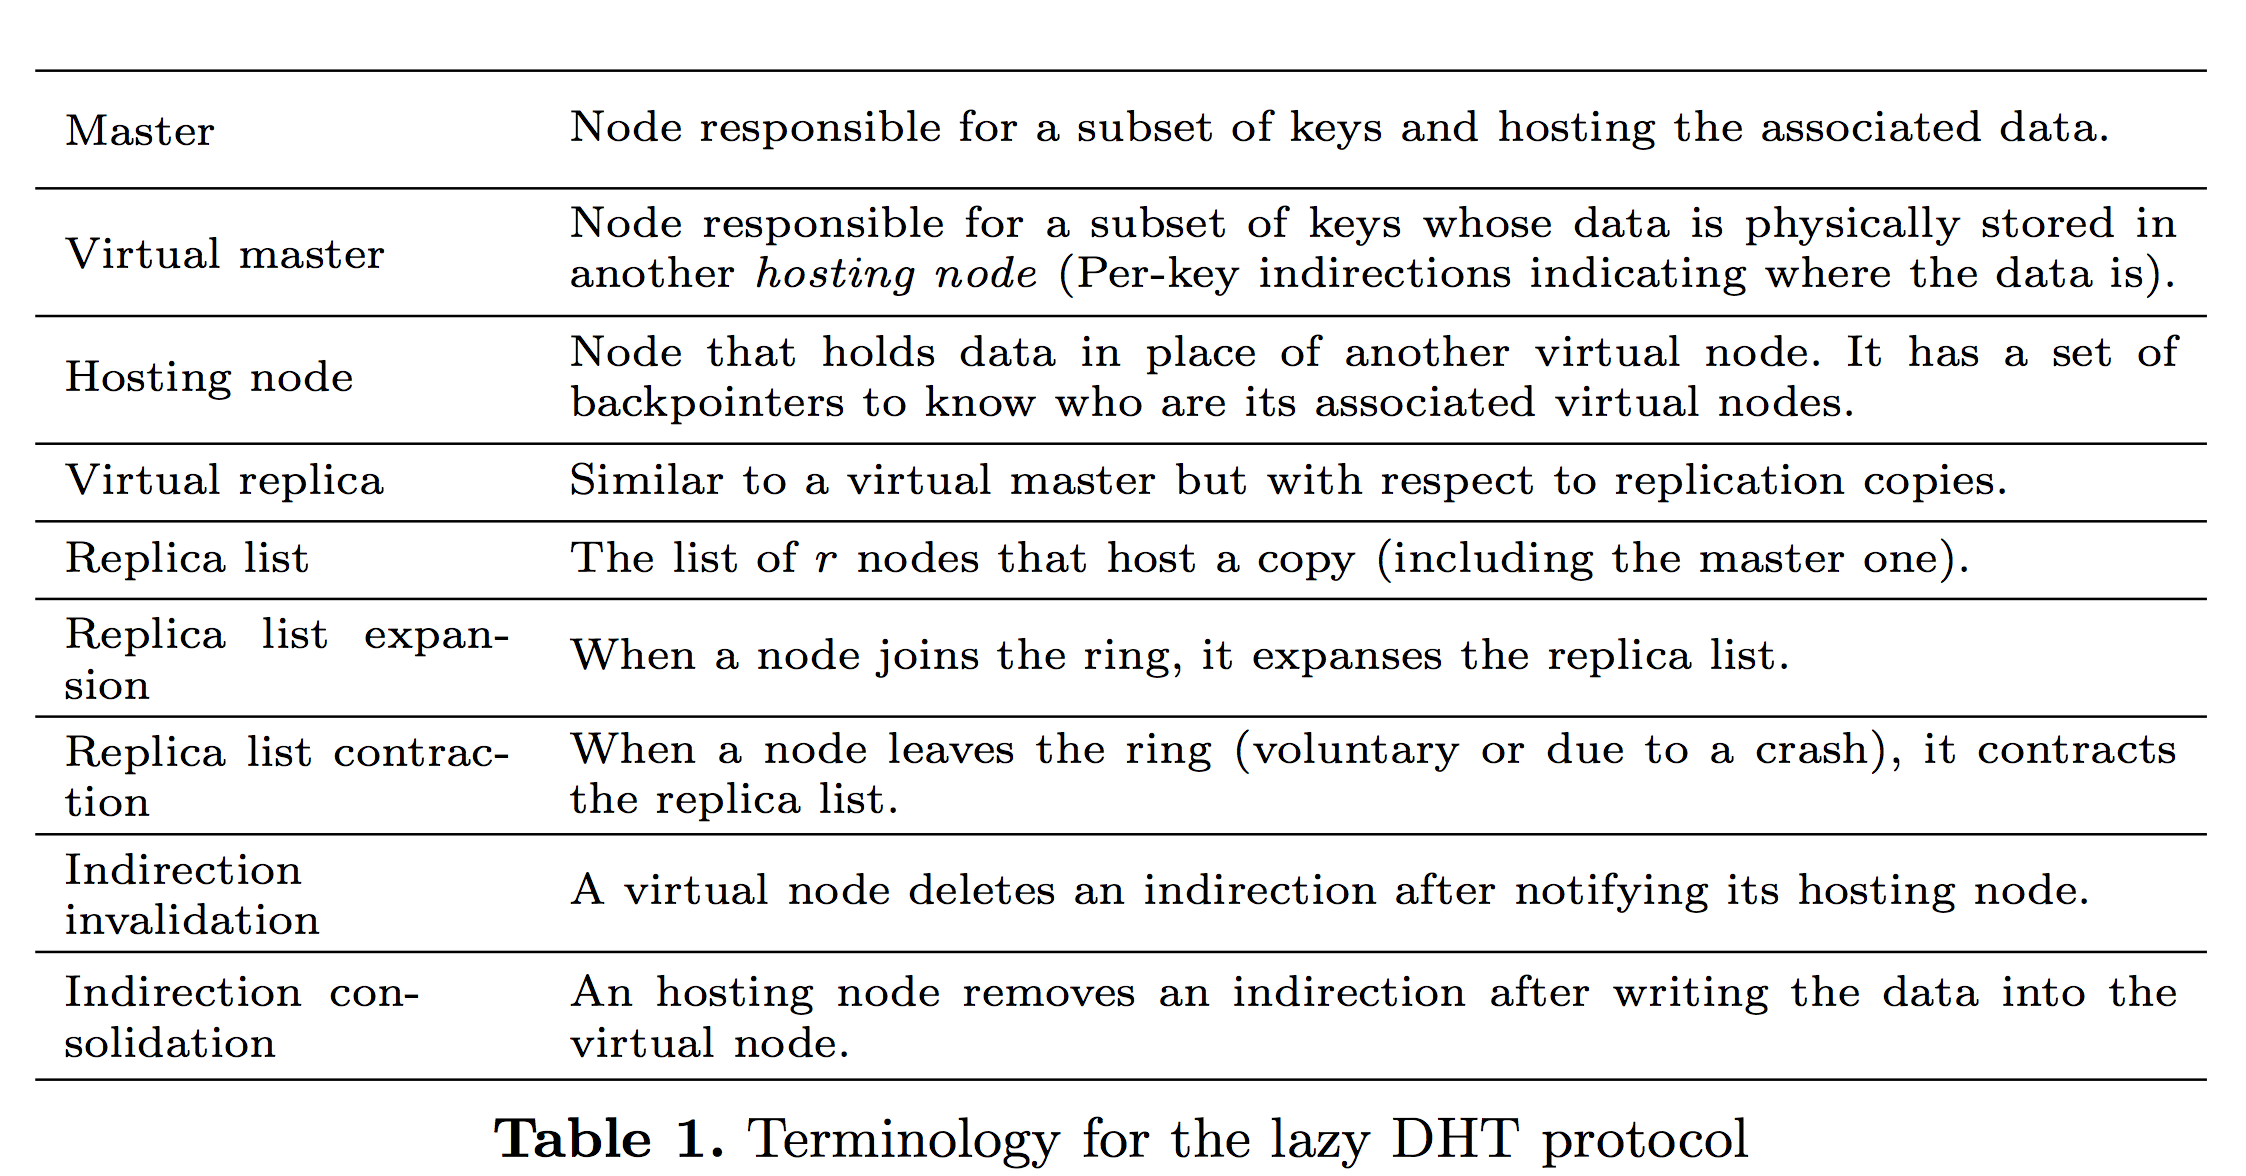 Master
Node responsible for a subset of keys and hosting the associated data.
Virtual master
Node responsible for a subset of keys whose data is physically stored in
another hosting node (Per-key indirections indicating where the data is).
Hosting node
Node that holds data in place of another virtual node. It has a set of
backpointers to know who are its associated virtual nodes.
Virtual replica
Similar to a virtual master but with respect to replication copies.
Replica list
The list of r nodes that host a copy (including the master one).
Replica list expan-
sion
When a node joins the ring, it expanses the replica list.
Replica list contrac-
tion
When a node leaves the ring (voluntary or due to a crash), it contracts
the replica list.
Indirection
invalidation
A virtual node deletes an indirection after notifying its hosting node.
Indirection con-
solidation
An hosting node removes an indirection after writing the data into the
virtual node.
Table 1. Terminology for the lazy DHT protocol